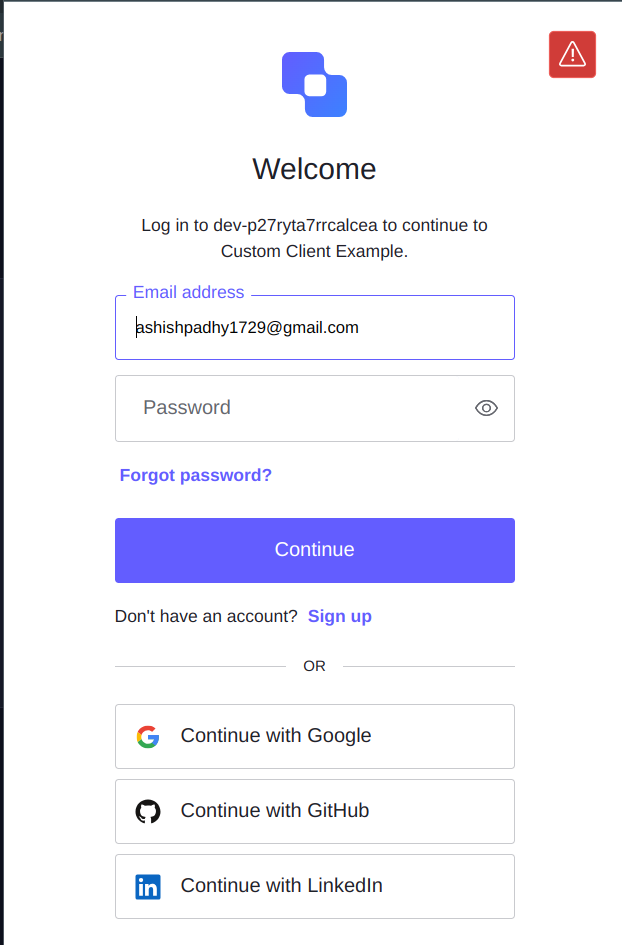 Welcome
Log in to dev-p27ryta7rrcalcea to continue to
Custom Client Example.
Email address
ashishpadhy1729@gmail.com
Password
Forgot password?
Continue
Don't have an account? Sign up
OR
Continue with Google
Continue with GitHub
Continue with LinkedIn